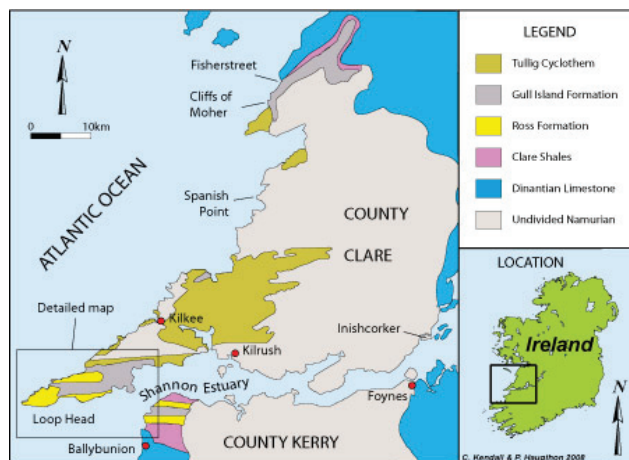 N
0 10km
Fisherstreet
Cliffs of
Moher
ATLANTIC OCEAN
Spanish
Point
COUNTY
CLARE
Detailed map
Kilkee
Inishcorker
Kilrush
Shannon Estuary
Foynes
Loop Head
Ballybunion
COUNTY KERRY
LEGEND
Tullig Cyclothem
Gull Island Formation
Ross Formation
Clare Shales
Dinantian Limestone
Undivided Namurian
LOCATION
Ireland
N
C. Kendall & P. Haughton 2008